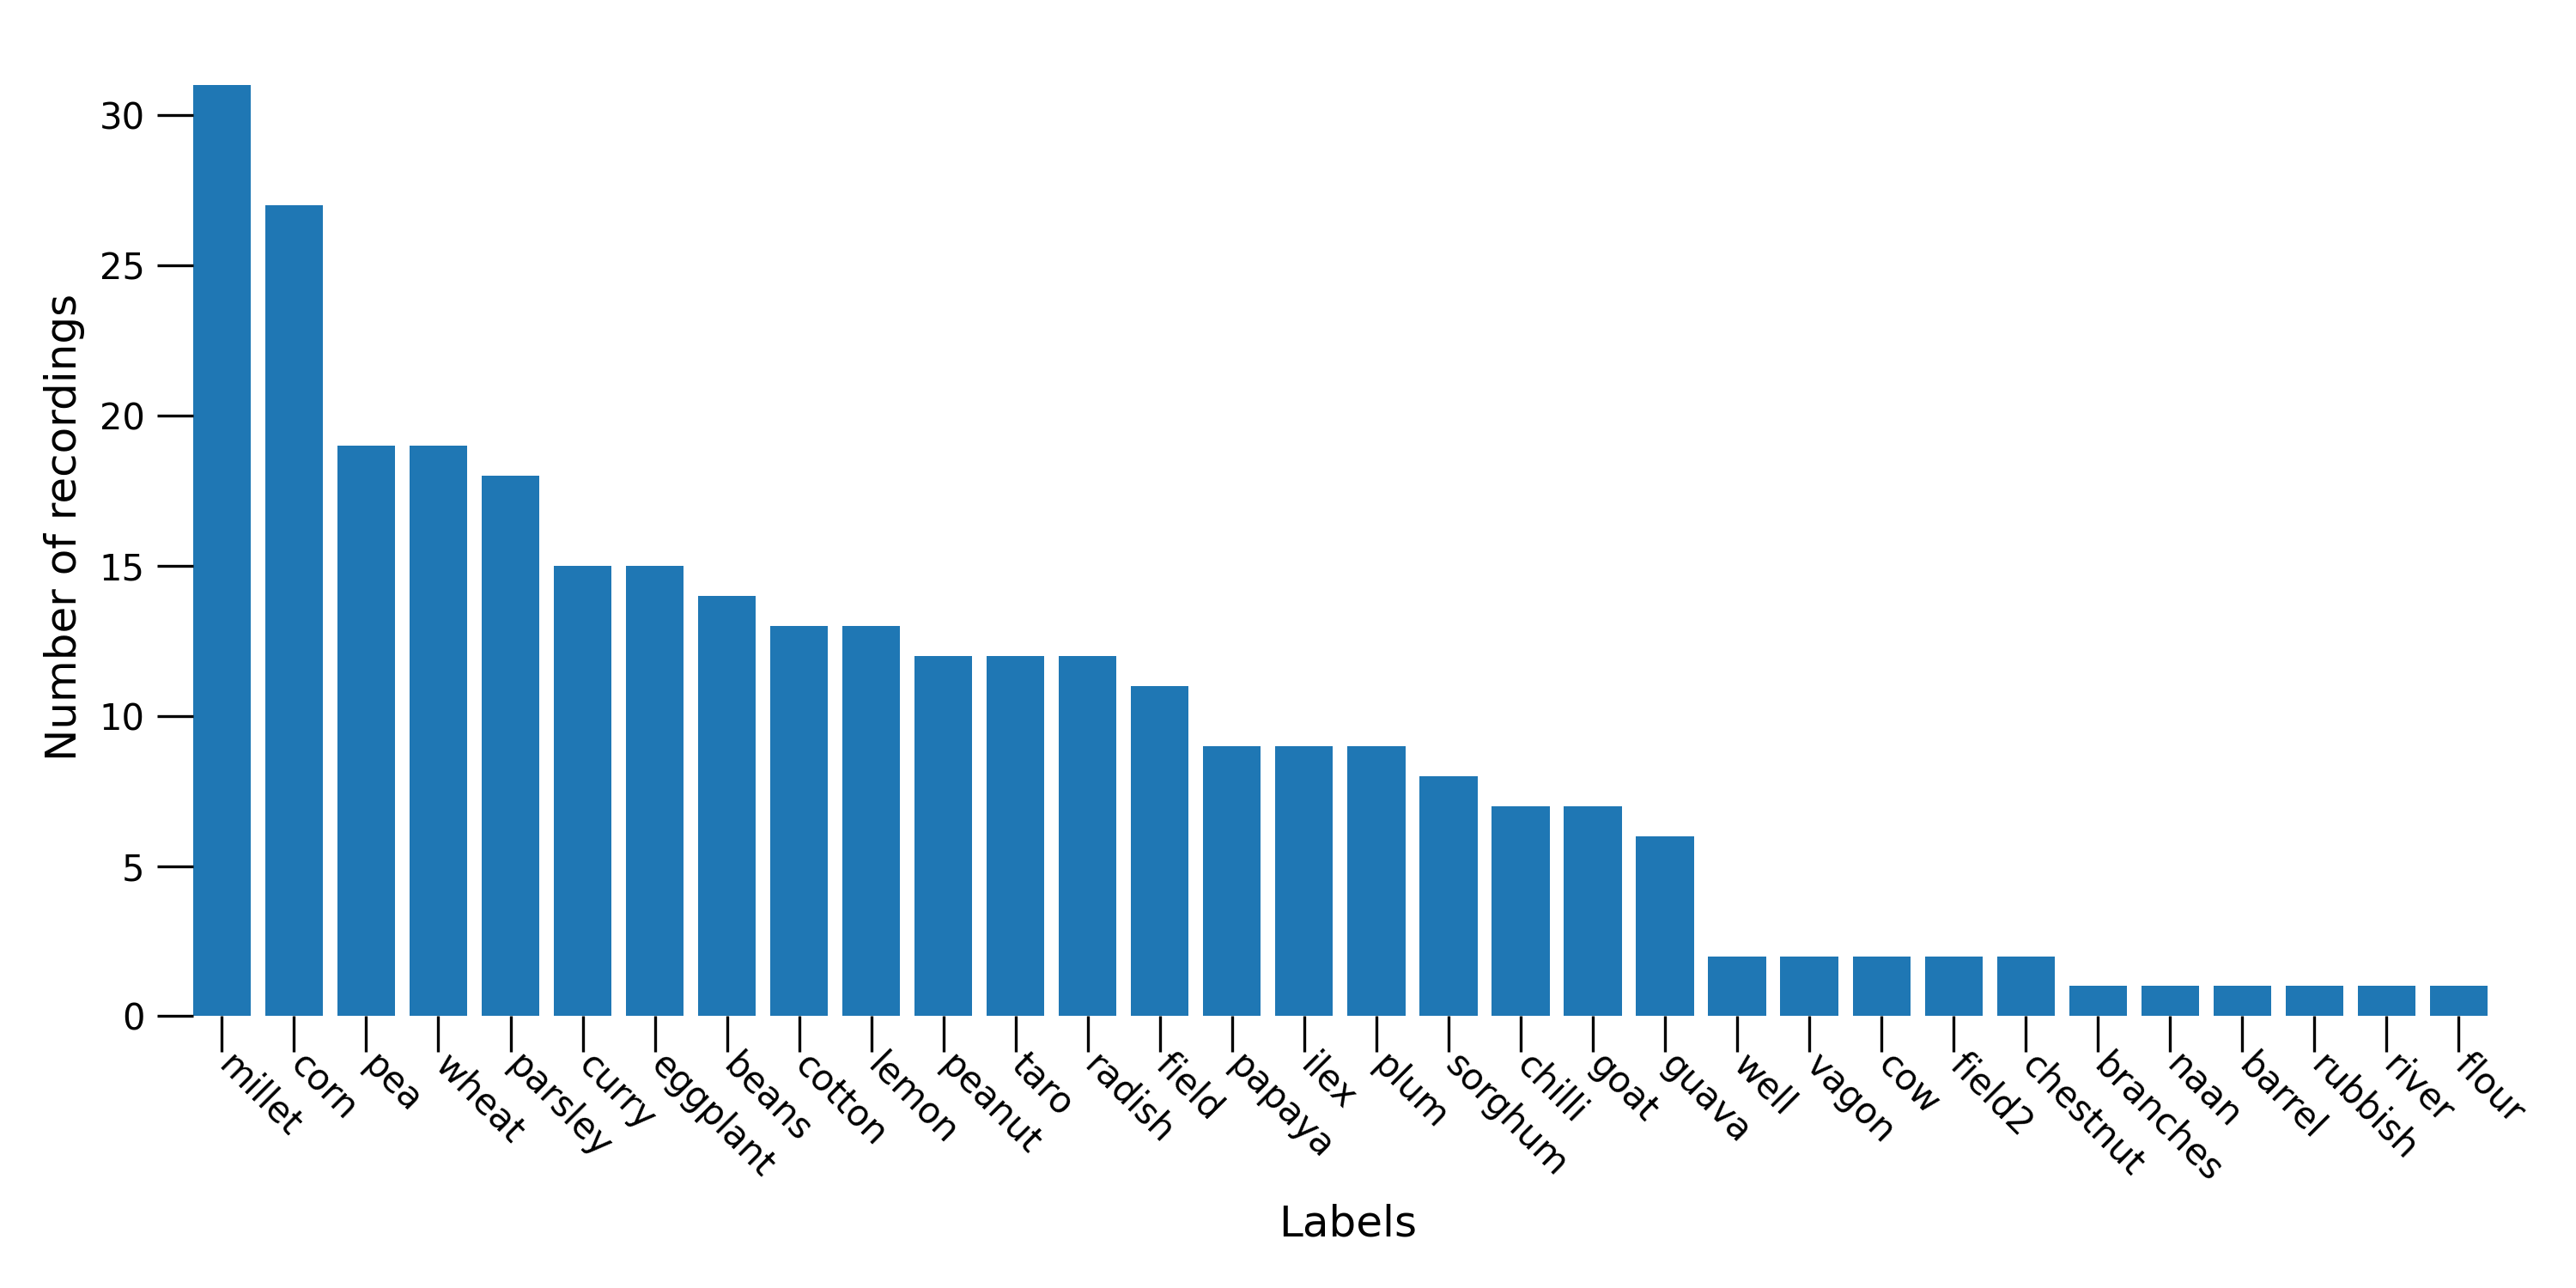 30
25
20
15
10
5
0
Number of recordings
millet
corn
pea
wheat
parsley
curry
eggplant
beans
cotton
lemon
peanut
taro
radish
field
papaya
ilex
plum
sorghum
chilli
goat
guava
well
vagon
cow
field2
chestnut
branches
naan
barrel
rubbish
river
flour
Labels